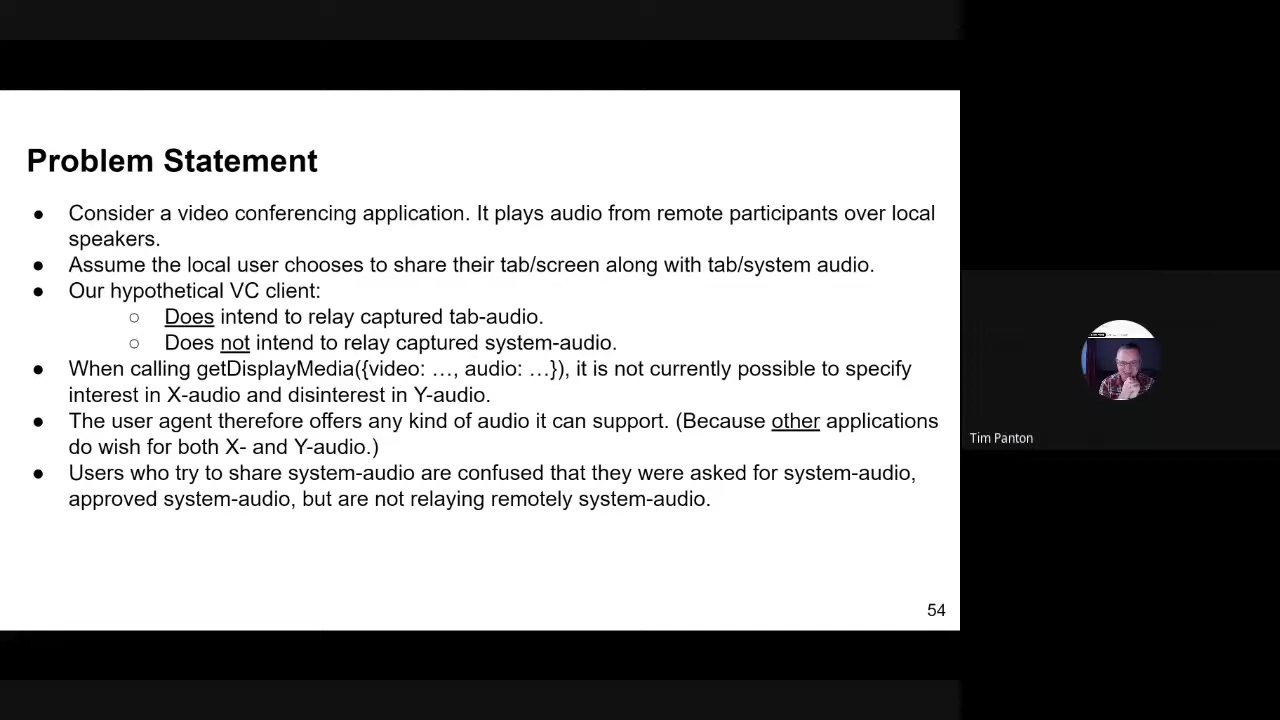 Problem Statement
● Consider a video conferencing application. It plays audio from remote participants over local
speakers.
● Assume the local user chooses to share their tab/screen along with tab/system audio.
● Our hypothetical VC client:
○ Does intend to relay captured tab-audio.
○ Does not intend to relay captured system-audio.
● When calling getDisplayMedia({video: …, audio: …}), it is not currently possible to specify
interest in X-audio and disinterest in Y-audio.
● The user agent therefore offers any kind of audio it can support. (Because other applications
do wish for both X- and Y-audio.)
● Users who try to share system-audio are confused that they were asked for system-audio,
approved system-audio, but are not relaying remotely system-audio.
54
Tim Panton